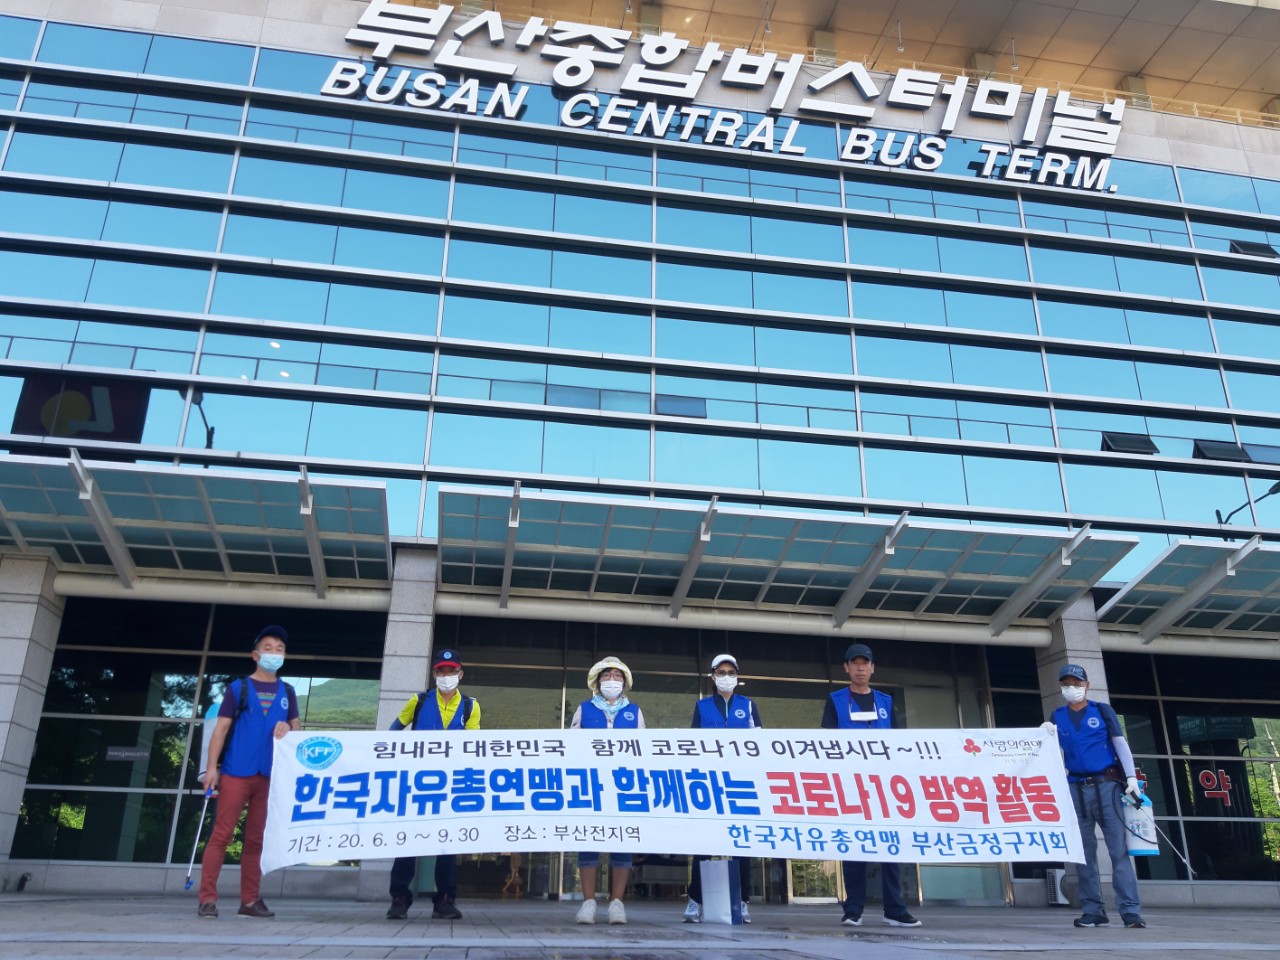 부산종합버스터미널
BUSAN CENTRAL BUS TERM.
KFF
힘내라 대한민국 함께 코로나19 이겨냅시다~!!!
사랑의열매
한국자유총연맹과 함께하는 코로나19 방역 활동
기간 : 20. 6. 9 ~ 9.30 장소 : 부산전지역
한국자유총연맹 부산금정구지회
약